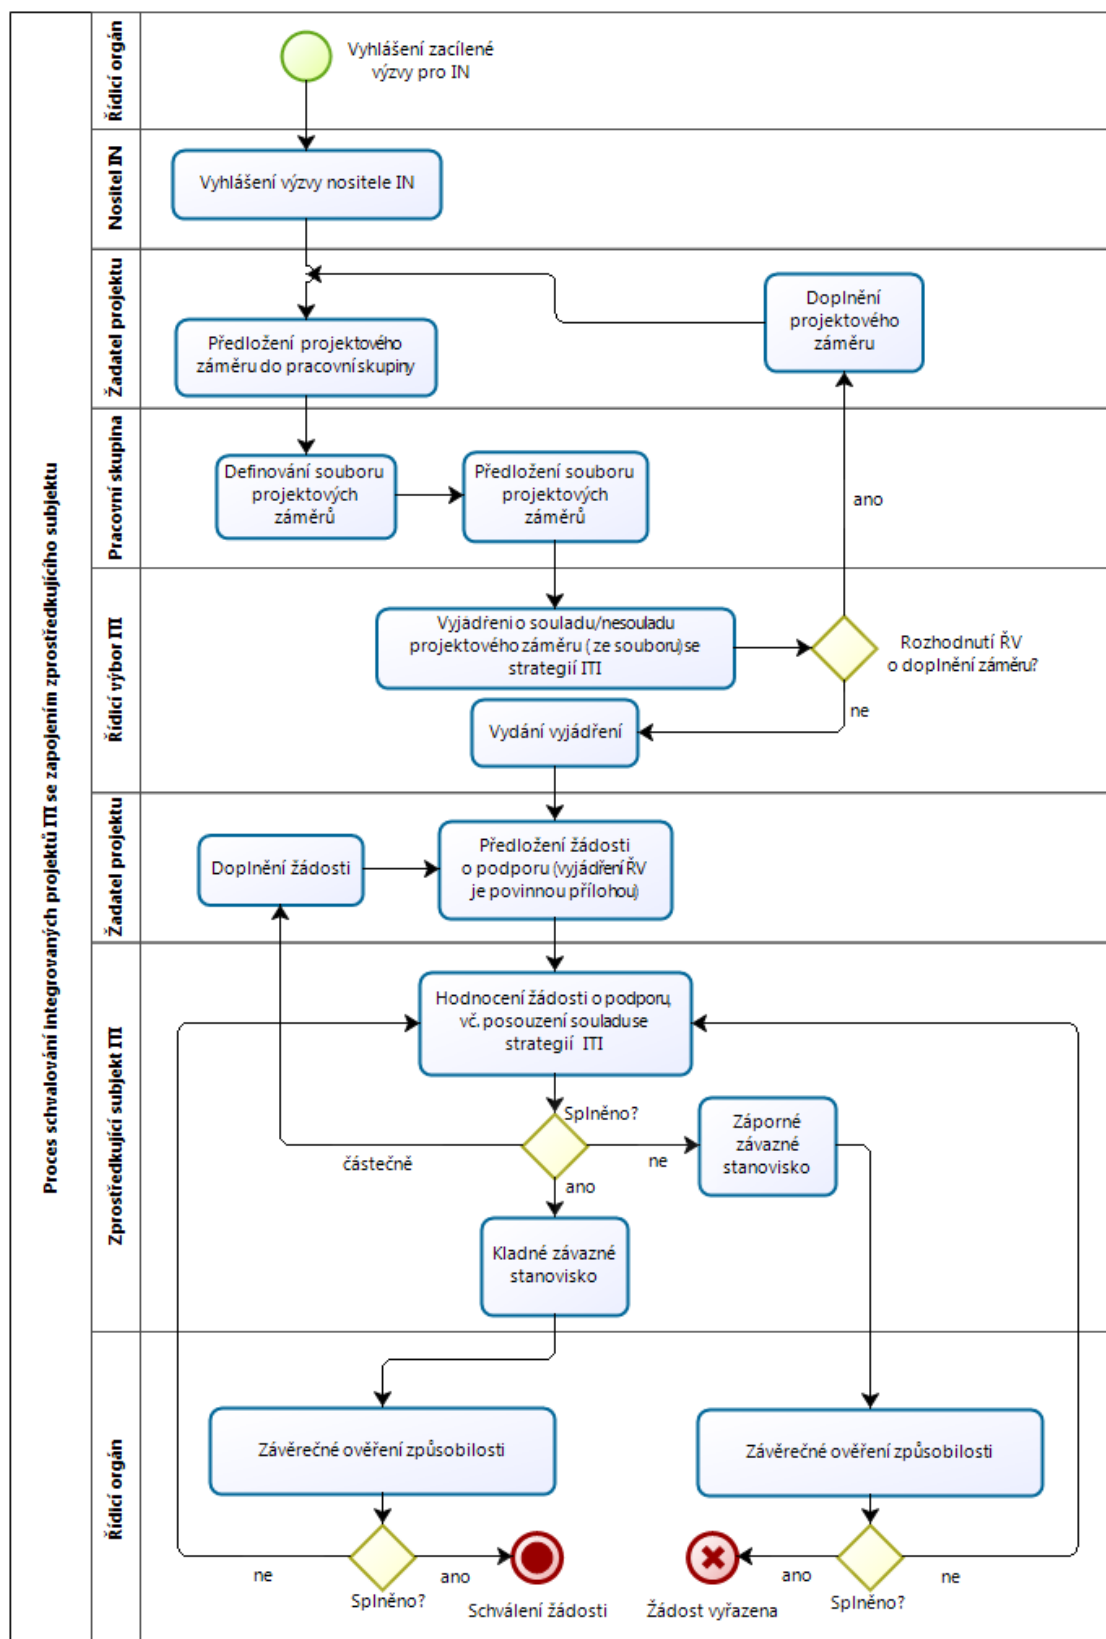 Proces schvalování integrovaných projektů ITI se zapojením zprostředkujícího subjektu
Řídicí orgán
Vyhlášení zacílené
výzvy pro IN
Nositel IN
Vyhlášení výzvy nositele IN
Žadatel projektu
Doplnění
projektového
záměru
Předložení projektového
záměru do pracovní skupiny
Pracovní skupina
Definování souboru
projektových
záměrů
Předložení souboru
projektových
záměrů
ano
Řídicí výbor ITI
Vyjádření o souladu/nesouladu
projektového záměru ( ze souboru) se
strategií ITI
Rozhodnutí ŘV
o doplnění záměru?
ne
Vydání vyjádření
Žadatel projektu
Doplnění žádosti
Předložení žádosti
o podporu (vyjádření ŘV
je povinnou přílohou)
Zprostředkující subjekt ITI
Hodnocení žádosti o podporu,
vč. posouzení souladu se
strategií ITI
Splněno?
částečně
ne
ano
Záporné
závazné
stanovisko
Kladné závazné
stanovisko
Řídicí orgán
Závěrečné ověření způsobilosti
Závěrečné ověření způsobilosti
ne
ano
Splněno?
Schválení žádosti
ano
ne
Splněno?
Žádost vyřazena